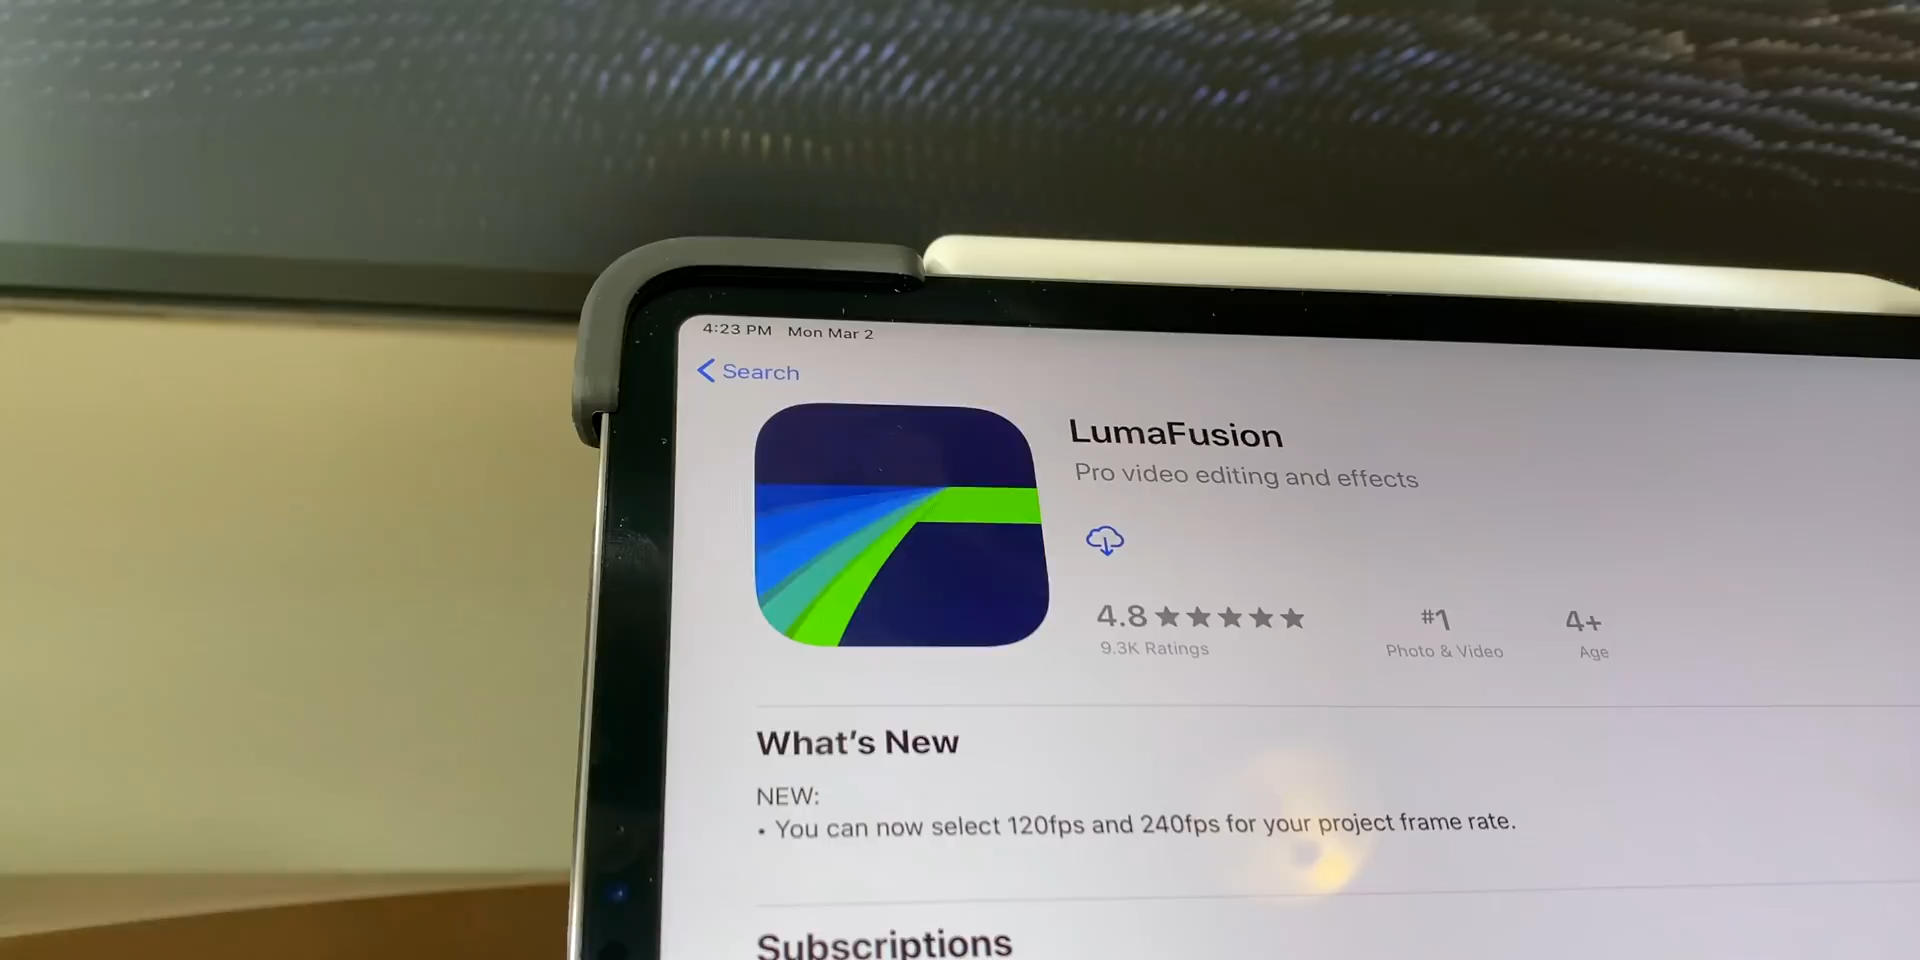 4:23 PM Mon Mar 2
Search
LumaFusion
Pro video editing and effects
4.8 ★★★★★ #1 4+
9.3K Ratings Photo & Video Age
What's New
NEW:
• You can now select 120fps and 240fps for your project frame rate.
Subscriptions